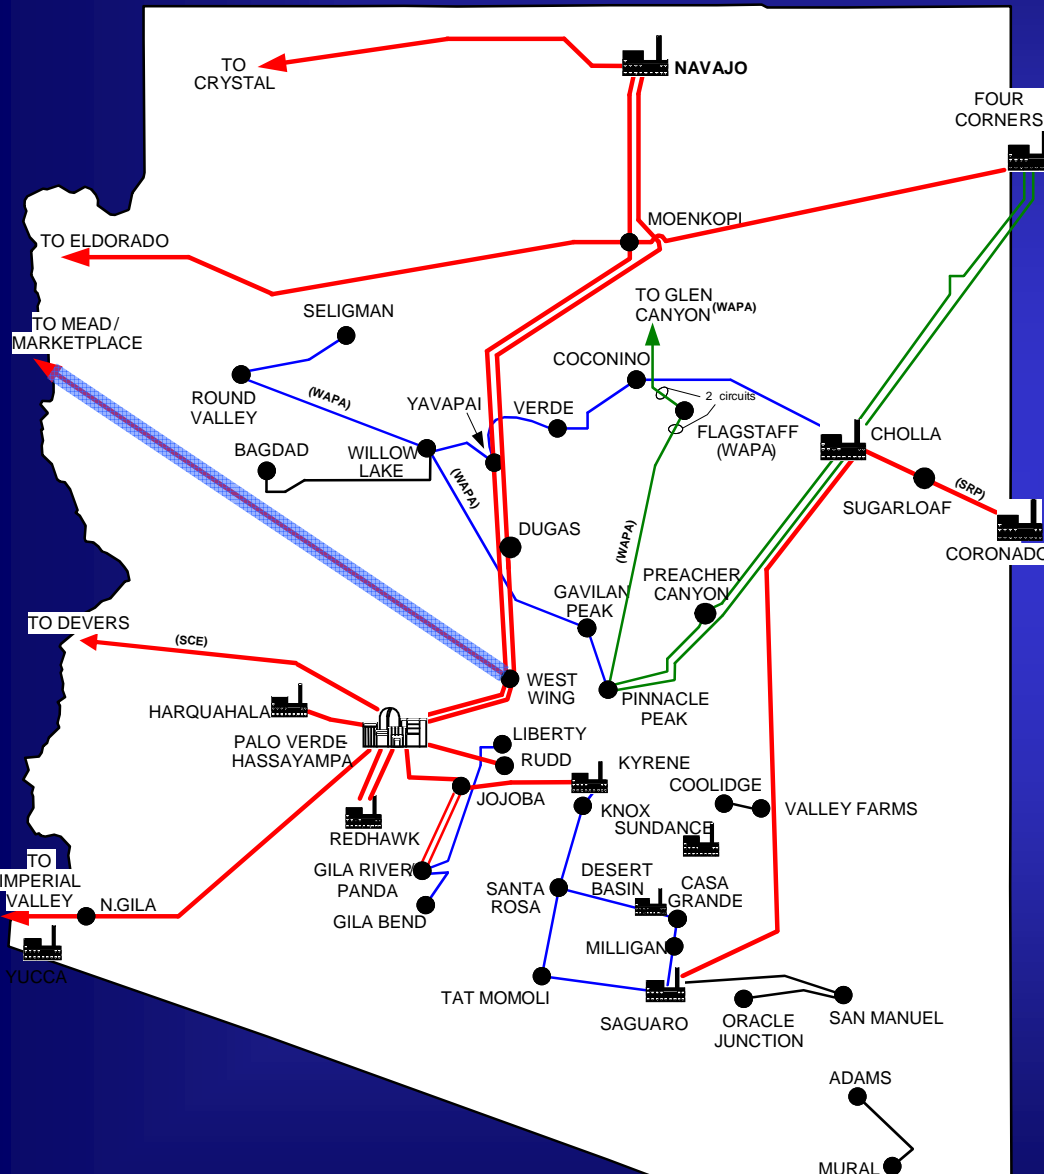 TO
CRYSTAL
NAVAJO
FOUR
CORNERS
MOENKOPI
TO ELDORADO
TO GLEN
CANYON (WAPA)
SELIGMAN
TO MEAD/
MARKETPLACE
COCONINO
2 circuits
ROUND
VALLEY
(WAPA)
YAVAPAI
VERDE
FLAGSTAFF
(WAPA)
CHOLLA
BAGDAD
WILLOW
LAKE
(WAPA)
(SRP)
SUGARLOAF
CORONADO
DUGAS
(WAPA)
PREACHER
CANYON
GAVILAN
PEAK
TO DEVERS
(SCE)
WEST
WING
PINNACLE
PEAK
HARQUAHALA
PALO VERDE-
HASSAYAMPA
LIBERTY
RUDD
KYRENE
COOLIDGE
VALLEY FARMS
JOJOBA
KNOX
SUNDANCE
REDHAWK
TO
IMPERIAL
VALLEY
GILA RIVER/
PANDA
DESERT
BASIN
CASA
GRANDE
SANTA
ROSA
N.GILA
GILA BEND
MILLIGAN
YUCCA
TAT MOMOLI
SAGUARO
ORACLE
JUNCTION
SAN MANUEL
ADAMS
MURAL